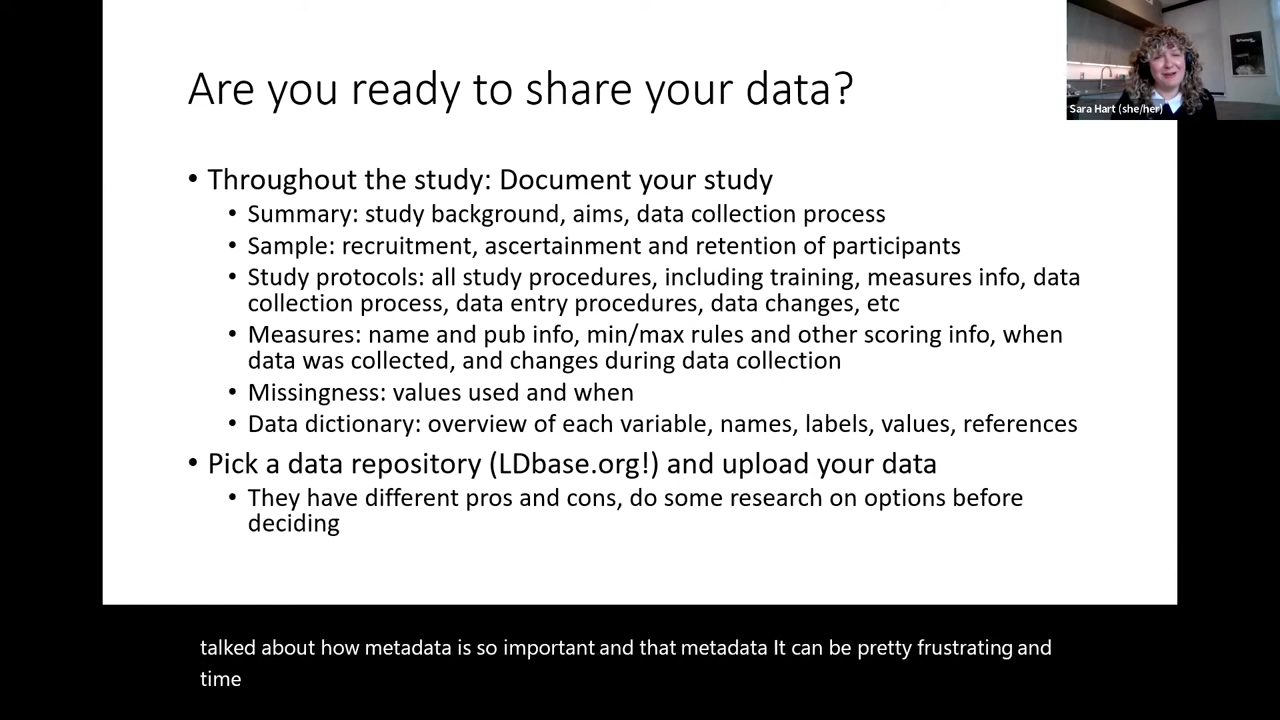 Are you ready to share your data?
Sara Hart (she/her)
• Throughout the study: Document your study
• Summary: study background, aims, data collection process
• Sample: recruitment, ascertainment and retention of participants
• Study protocols: all study procedures, including training, measures info, data
collection process, data entry procedures, data changes, etc
• Measures: name and pub info, min/max rules and other scoring info, when
data was collected, and changes during data collection
• Missingness: values used and when
• Data dictionary: overview of each variable, names, labels, values, references
• Pick a data repository (LDbase.org!) and upload your data
• They have different pros and cons, do some research on options before
deciding
talked about how metadata is so important and that metadata It can be pretty frustrating and
time